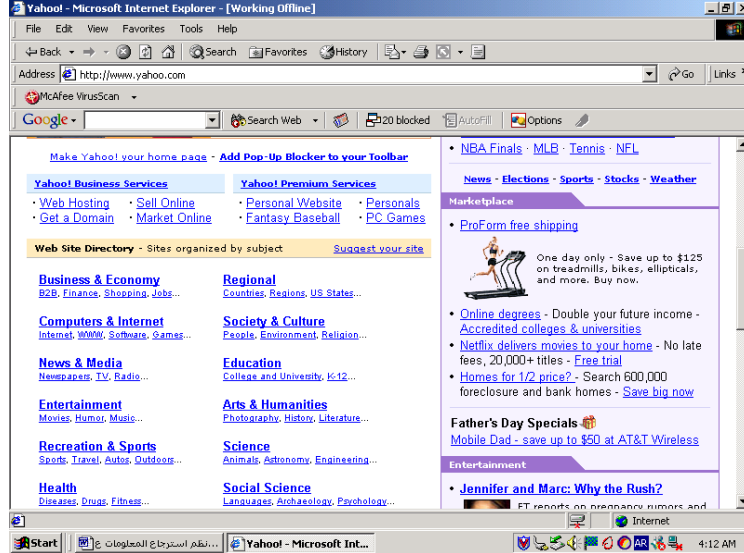 Yahoo! - Microsoft Internet Explorer - [Working Offline]
File Edit View Favorites Tools Help
Back Search Favorites History
Address http://www.yahoo.com Go Links
McAfee VirusScan
Google Search Web 20 blocked AutoFill Options
Make Yahoo! your home page - Add Pop-Up Blocker to your Toolbar
Yahoo! Business Services Yahoo! Premium Services
· Web Hosting · Sell Online · Personal Website · Personals
· Get a Domain · Market Online · Fantasy Baseball · PC Games
Web Site Directory - Sites organized by subject Suggest your site
Business & Economy
B2B, Finance, Shopping, Jobs...
Regional
Countries, Regions, US States...
Computers & Internet
Internet, WWW, Software, Games...
Society & Culture
People, Environment, Religion...
News & Media
Newspapers, TV, Radio...
Education
College and University, K-12...
Entertainment
Movies, Humor, Music...
Arts & Humanities
Photography, History, Literature...
Recreation & Sports
Sports, Travel, Autos, Outdoors...
Science
Animals, Astronomy, Engineering...
Health
Diseases, Drugs, Fitness...
Social Science
Languages, Archaeology, Psychology...
• NBA Finals · MLB · Tennis · NFL
News - Elections - Sports - Stocks - Weather
Marketplace
• ProForm free shipping
One day only - Save up to $125
on treadmills, bikes, ellipticals,
and more. Buy now.
• Online degrees - Double your future income -
Accredited colleges & universities
• Netflix delivers movies to your home - No late
fees, 20,000+ titles - Free trial
• Homes for 1/2 price? - Search 600,000
foreclosure and bank homes - Save big now
Father's Day Specials
Mobile Dad - save up to $50 at AT&T Wireless
Entertainment
• Jennifer and Marc: Why the Rush?
ET reports on pregnancy rumors and
Internet
Start نظم استرجاع المعلومات ع... Yahoo! - Microsoft Int... AR 4:12 AM